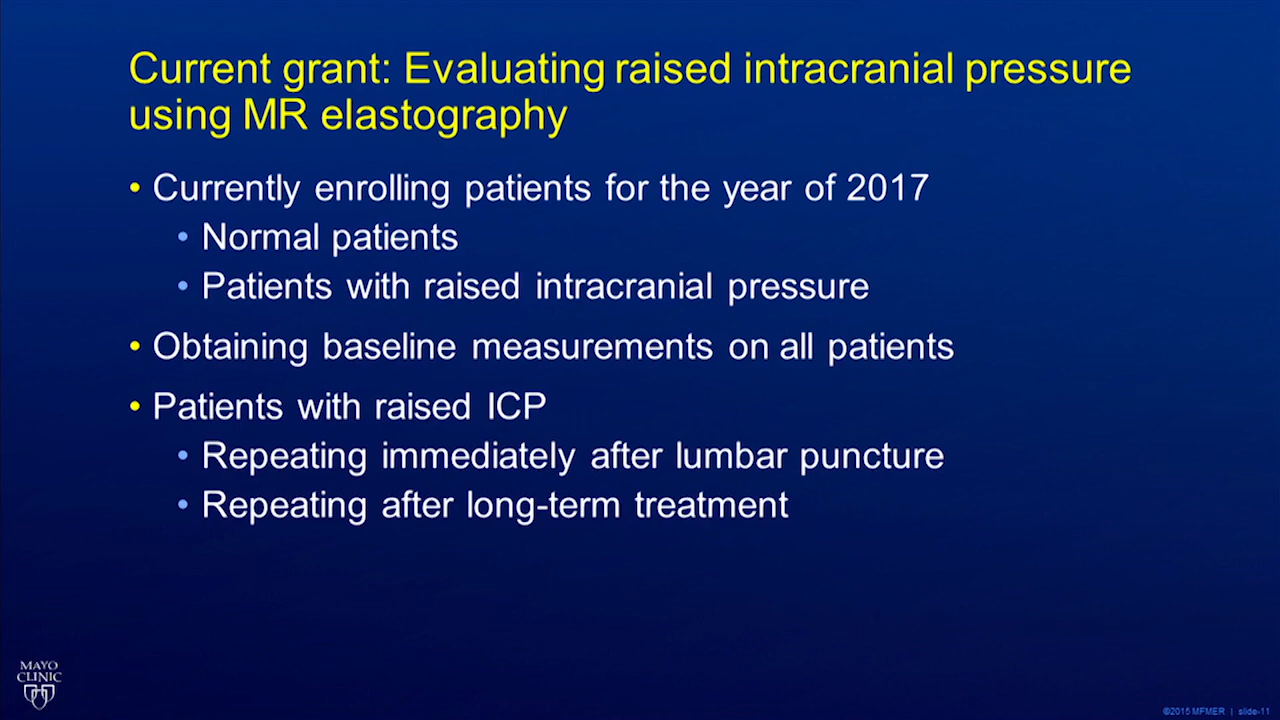 Current grant: Evaluating raised intracranial pressure
using MR elastography
• Currently enrolling patients for the year of 2017
• Normal patients
• Patients with raised intracranial pressure
• Obtaining baseline measurements on all patients
• Patients with raised ICP
• Repeating immediately after lumbar puncture
• Repeating after long-term treatment
MAYO
CLINIC
©2015 MFMER | slide-11